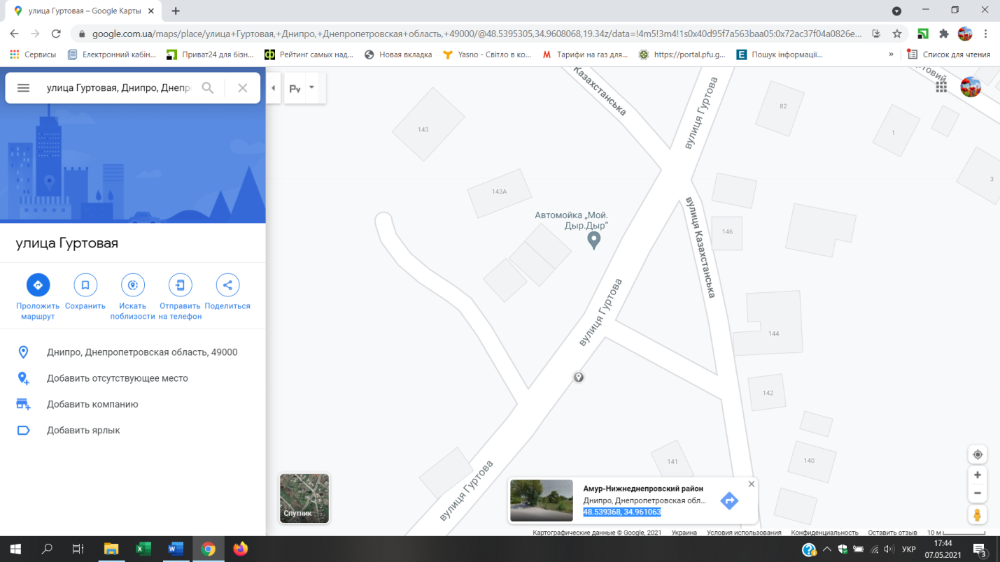 улица Гуртовая – Google Карты
google.com.ua/maps/place/улица+Гуртовая,+Днипро,+Днепропетровская+область,+49000/@48.5395305,34.9608068,19.34z/data=!4m5!3m4!1s0x40d95f7a563baa05:0x72ac37f04a0826e...
Сервисы
Електронний кабін...
Приват24 для бізн...
Рейтинг самых над...
Новая вкладка
Yasno - Світло в ко...
Тарифи на газ для...
https://portal.pfu.g...
Пошук інформації...
»
Список для чтения
улица Гуртовая, Днипро, Днепр
улица Гуртовая
Проложить маршрут
Сохранить
Искать поблизости
Отправить на телефон
Поделиться
Днипро, Днепропетровская область, 49000
Добавить отсутствующее место
Добавить компанию
Добавить ярлык
Казахстанська
вулиця Гуртова
82
143
1
3
143А
Автомойка „Мой.
Дыр.Дыр”
146
вулиця Казахстанська
вулиця Гуртова
144
142
141
140
вулиця Гуртова
Спутник
Амур-Нижнеднепровский район
Днипро, Днепропетровская обл...
48.539368, 34.961063
Картографические данные © Google, 2021
Украина
Условия использования
Конфиденциальность
Оставить отзыв
10 м
УКР
17:44
07.05.2021
3